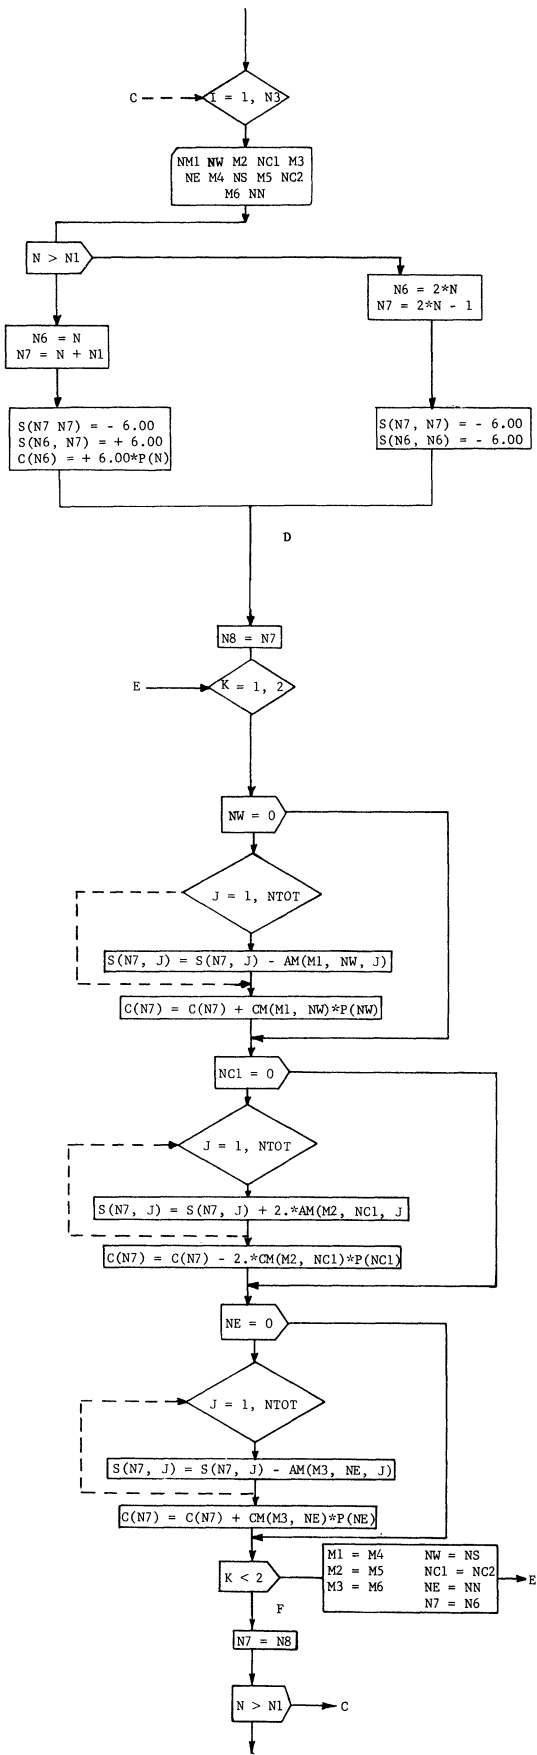 C
I = 1, N3
NM1 NW M2 NC1 M3
NE M4 NS M5 NC2
M6 NN
N > N1
N6 = 2*N
N7 = 2*N - 1
N6 = N
N7 = N + N1
S(N7 N7) = - 6.00
S(N6, N7) = + 6.00
C(N6) = + 6.00*P(N)
S(N7, N7) = - 6.00
S(N6, N6) = - 6.00
D
N8 = N7
E
K = 1, 2
NW = 0
J = 1, NTOT
S(N7, J) = S(N7, J) - AM(M1, NW, J)
C(N7) = C(N7) + CM(M1, NW)*P(NW)
NC1 = 0
J = 1, NTOT
S(N7, J) = S(N7, J) + 2.*AM(M2, NC1, J
C(N7) = C(N7) - 2.*CM(M2, NC1)*P(NC1)
NE = 0
J = 1, NTOT
S(N7, J) = S(N7, J) - AM(M3, NE, J)
C(N7) = C(N7) + CM(M3, NE)*P(NE)
K < 2
M1 = M4 NW = NS
M2 = M5 NC1 = NC2
M3 = M6 NE = NN
N7 = N6
E
F
N7 = N8
N > N1
C